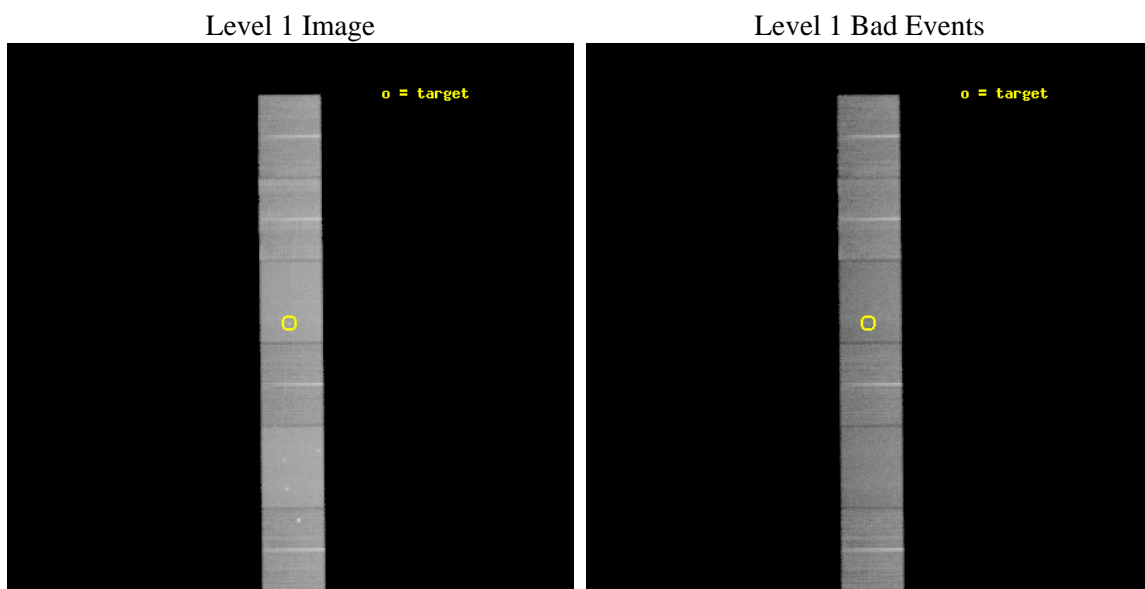 Level 1 Image
Level 1 Bad Events
o = target
o = target